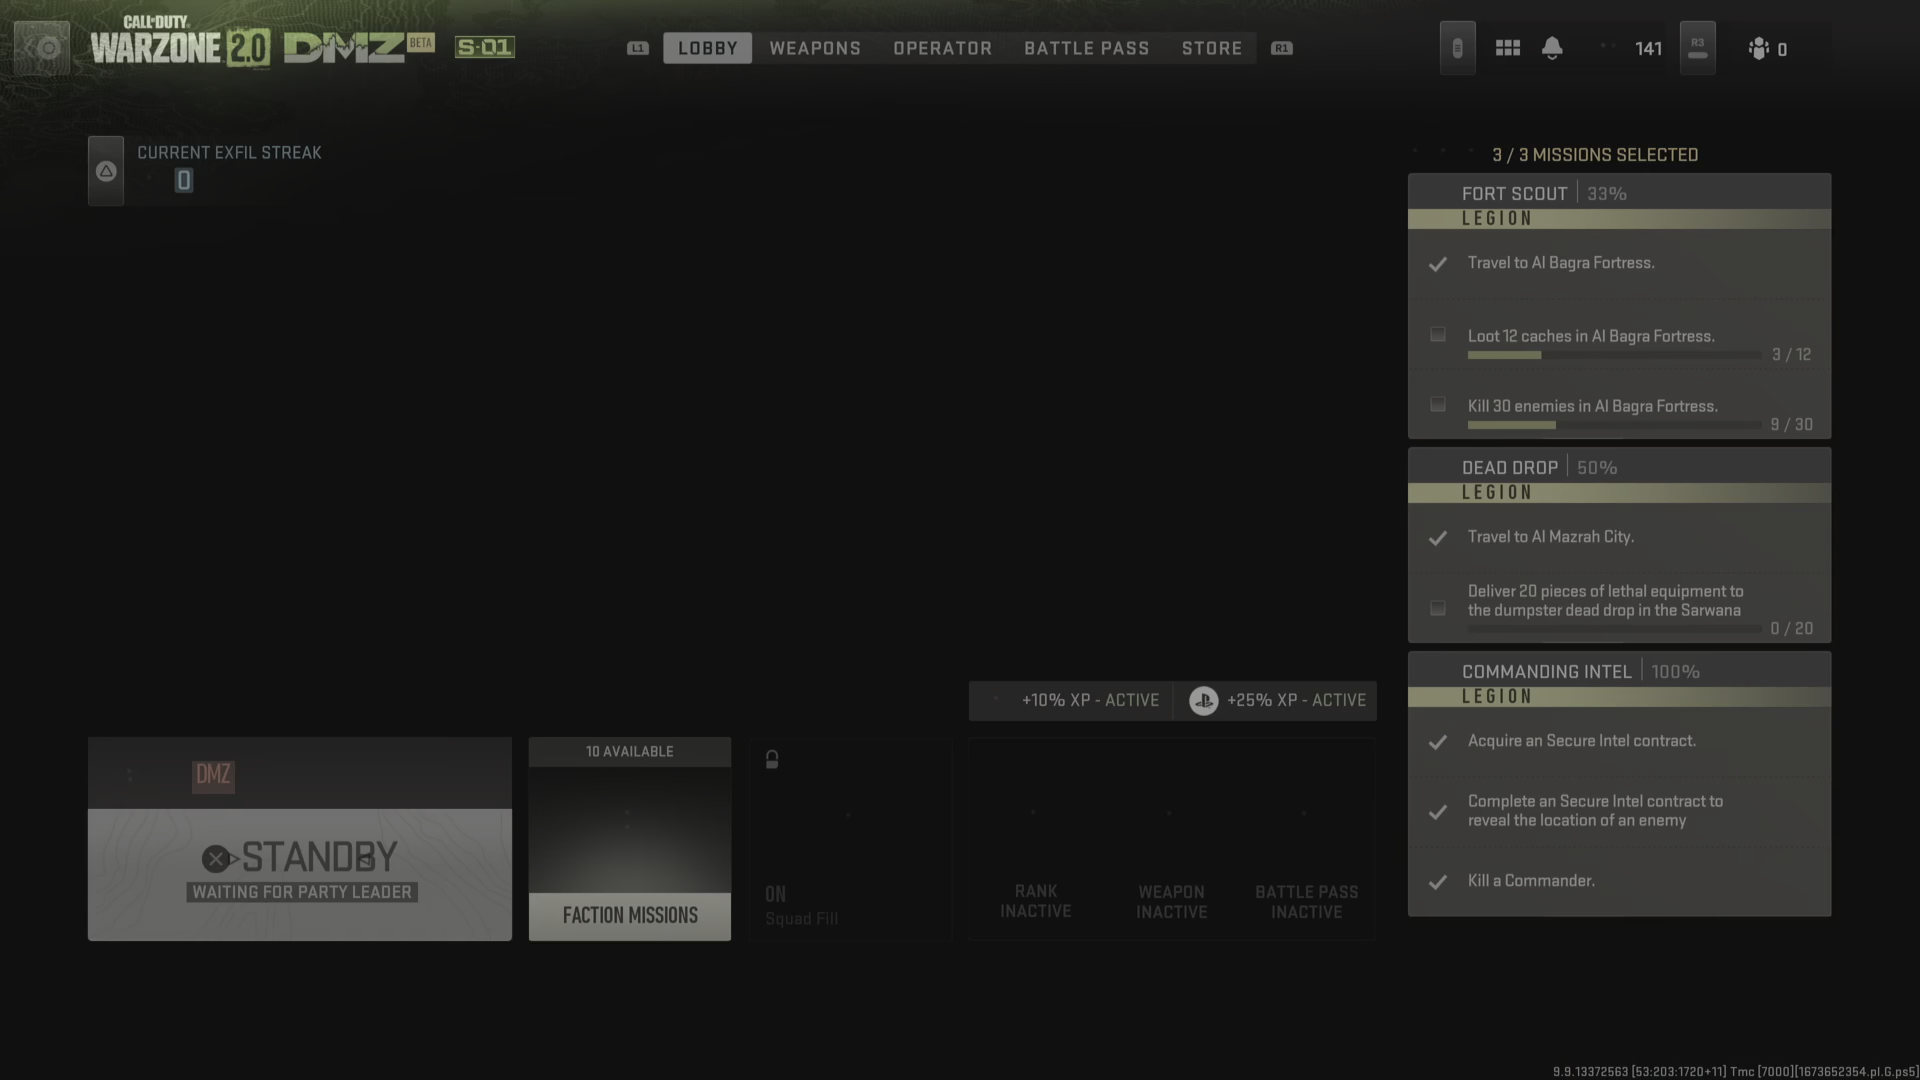 CALL OF DUTY
WARZONE 2.0 DMZ BETA S-01
L1 LOBBY WEAPONS OPERATOR BATTLE PASS STORE R1
141 R3 0
CURRENT EXFIL STREAK
0
3 / 3 MISSIONS SELECTED
FORT SCOUT | 33%
LEGION
Travel to Al Bagra Fortress.
Loot 12 caches in Al Bagra Fortress.
3 / 12
Kill 30 enemies in Al Bagra Fortress.
9 / 30
DEAD DROP | 50%
LEGION
Travel to Al Mazrah City.
Deliver 20 pieces of lethal equipment to
the dumpster dead drop in the Sarwana
0 / 20
COMMANDING INTEL | 100%
LEGION
Acquire an Secure Intel contract.
Complete an Secure Intel contract to
reveal the location of an enemy
Kill a Commander.
+10% XP - ACTIVE +25% XP - ACTIVE
DMZ
STANDBY
WAITING FOR PARTY LEADER
10 AVAILABLE
FACTION MISSIONS
ON
Squad Fill
RANK
INACTIVE
WEAPON
INACTIVE
BATTLE PASS
INACTIVE
9.9.13372563 [53:203:1720+11] Tmc [7000][1673652354.pl.G.ps5]